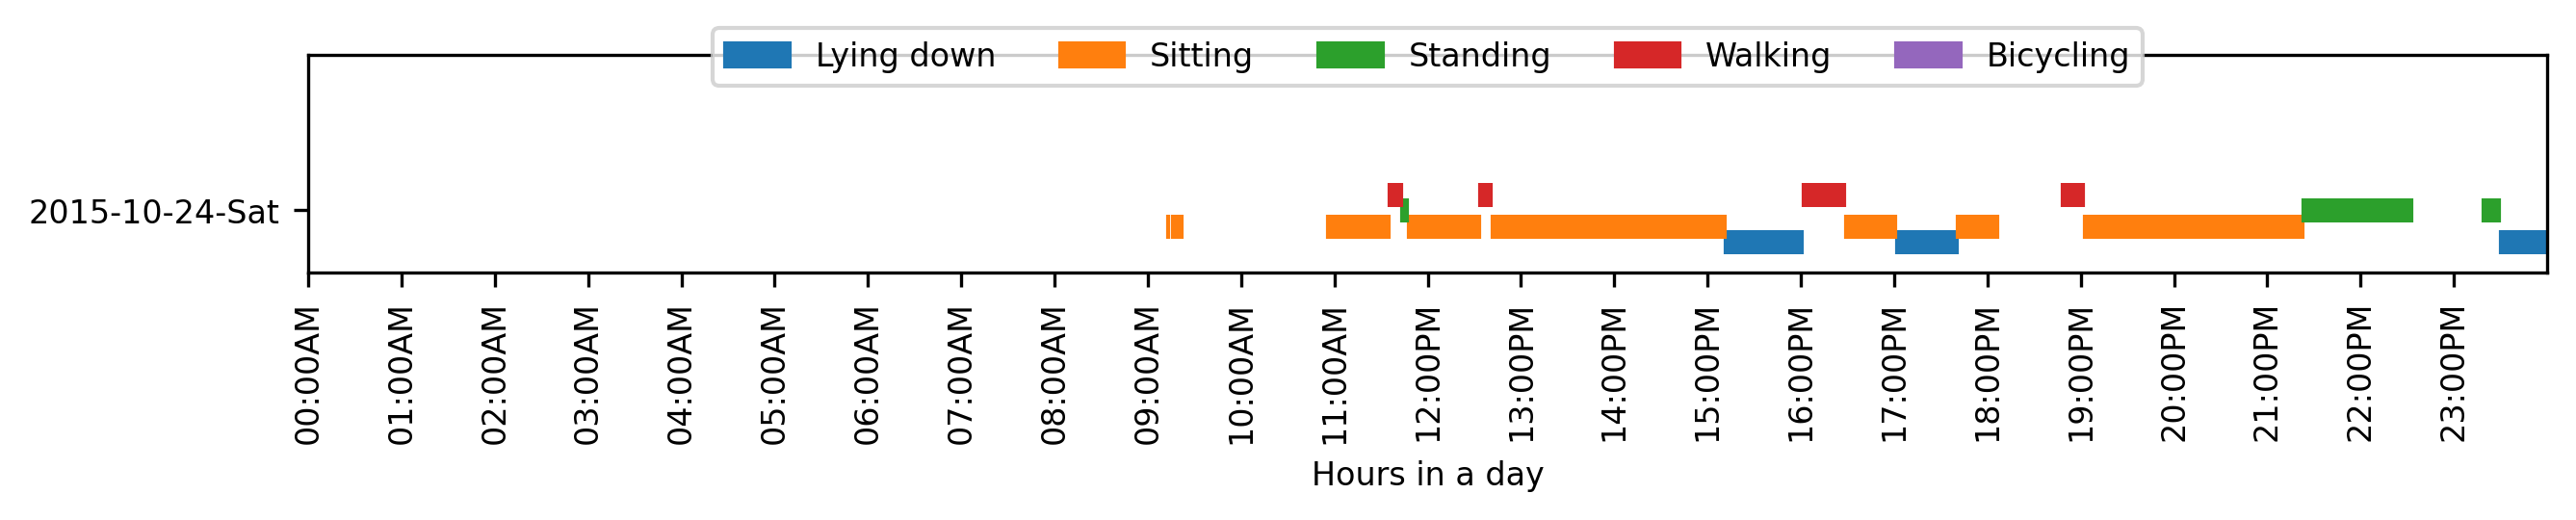 Lying down Sitting Standing Walking Bicycling
2015-10-24-Sat
00:00AM 01:00AM 02:00AM 03:00AM 04:00AM 05:00AM 06:00AM 07:00AM 08:00AM 09:00AM 10:00AM 11:00AM 12:00PM 13:00PM 14:00PM 15:00PM 16:00PM 17:00PM 18:00PM 19:00PM 20:00PM 21:00PM 22:00PM 23:00PM
Hours in a day